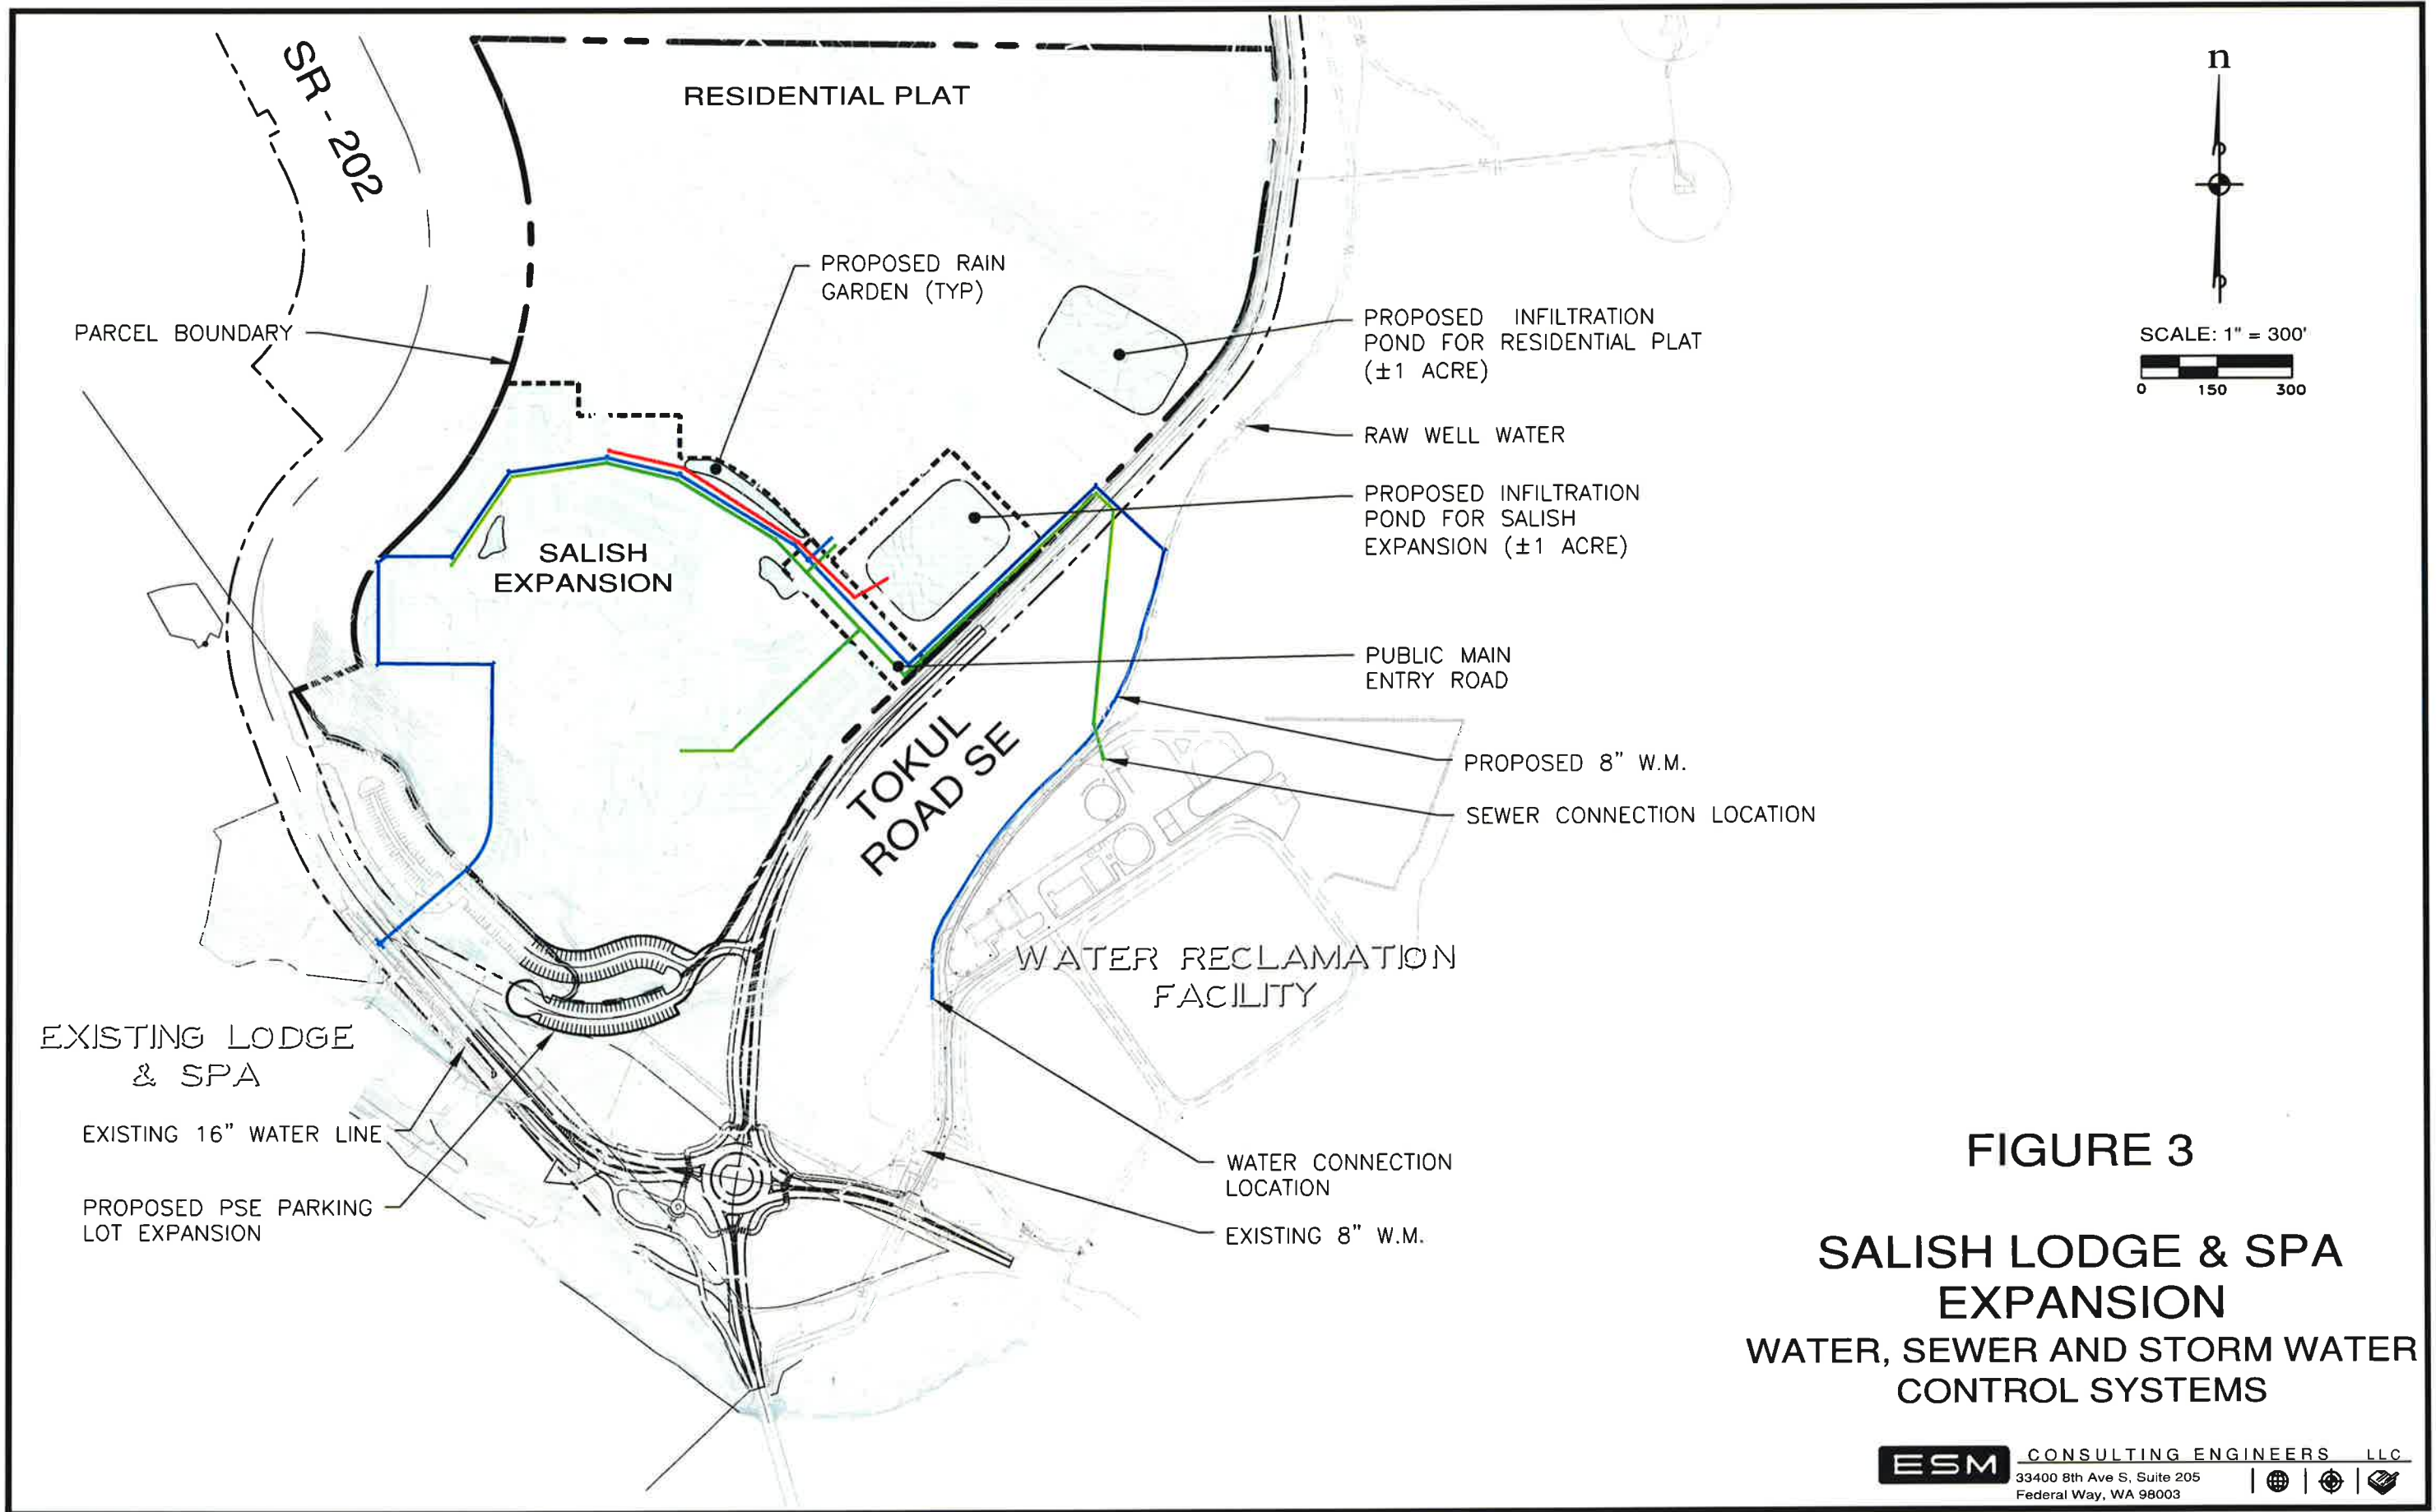 SR - 202
RESIDENTIAL PLAT
n
SCALE: 1" = 300'
0 150 300
PROPOSED RAIN
GARDEN (TYP)
PARCEL BOUNDARY
PROPOSED INFILTRATION
POND FOR RESIDENTIAL PLAT
(±1 ACRE)
RAW WELL WATER
PROPOSED INFILTRATION
POND FOR SALISH
EXPANSION (±1 ACRE)
SALISH
EXPANSION
PUBLIC MAIN
ENTRY ROAD
TOKUL
ROAD SE
PROPOSED 8" W.M.
SEWER CONNECTION LOCATION
WATER RECLAMATION
FACILITY
EXISTING LODGE
& SPA
EXISTING 16" WATER LINE
PROPOSED PSE PARKING
LOT EXPANSION
WATER CONNECTION
LOCATION
EXISTING 8" W.M.
FIGURE 3
SALISH LODGE & SPA
EXPANSION
WATER, SEWER AND STORM WATER
CONTROL SYSTEMS
ESM CONSULTING ENGINEERS LLC
33400 8th Ave S, Suite 205
Federal Way, WA 98003